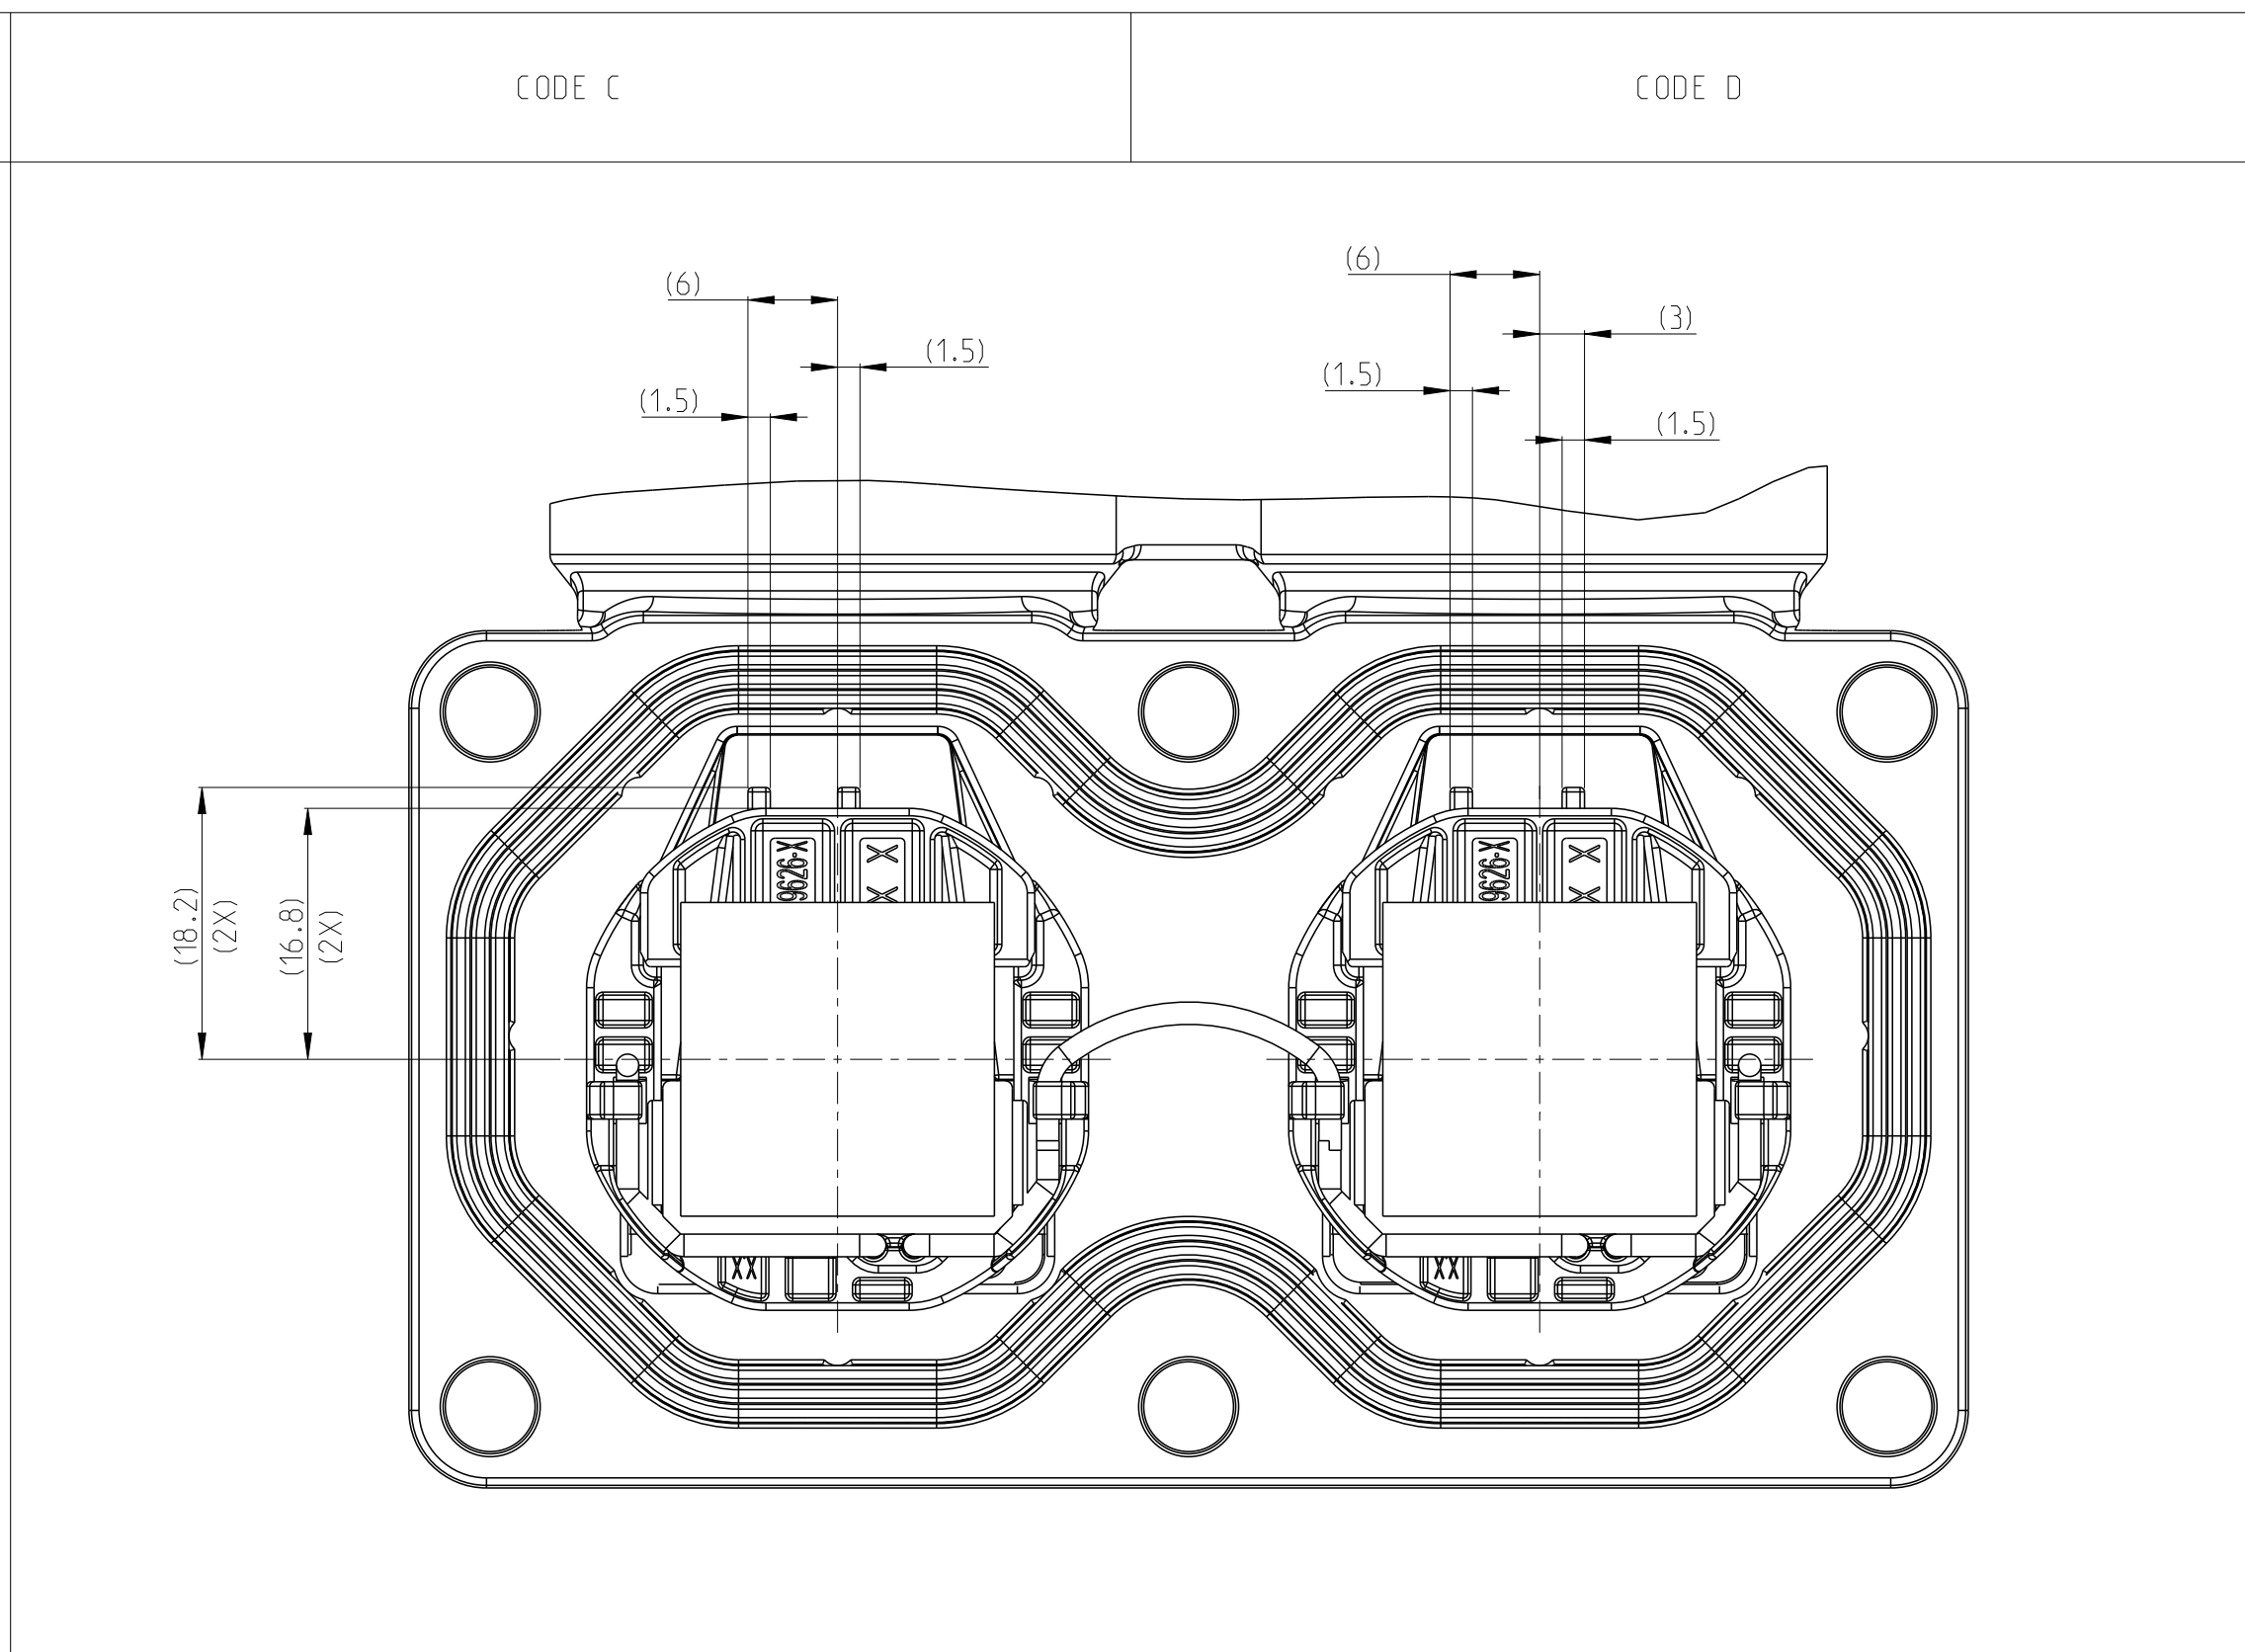 CODE C
CODE D
(6)
(6)
(3)
(1.5)
(1.5)
(1.5)
(1.5)
(18.2)
(2X)
(16.8)
(2X)
9626-X
X X
9626-X
X X
XX
XX